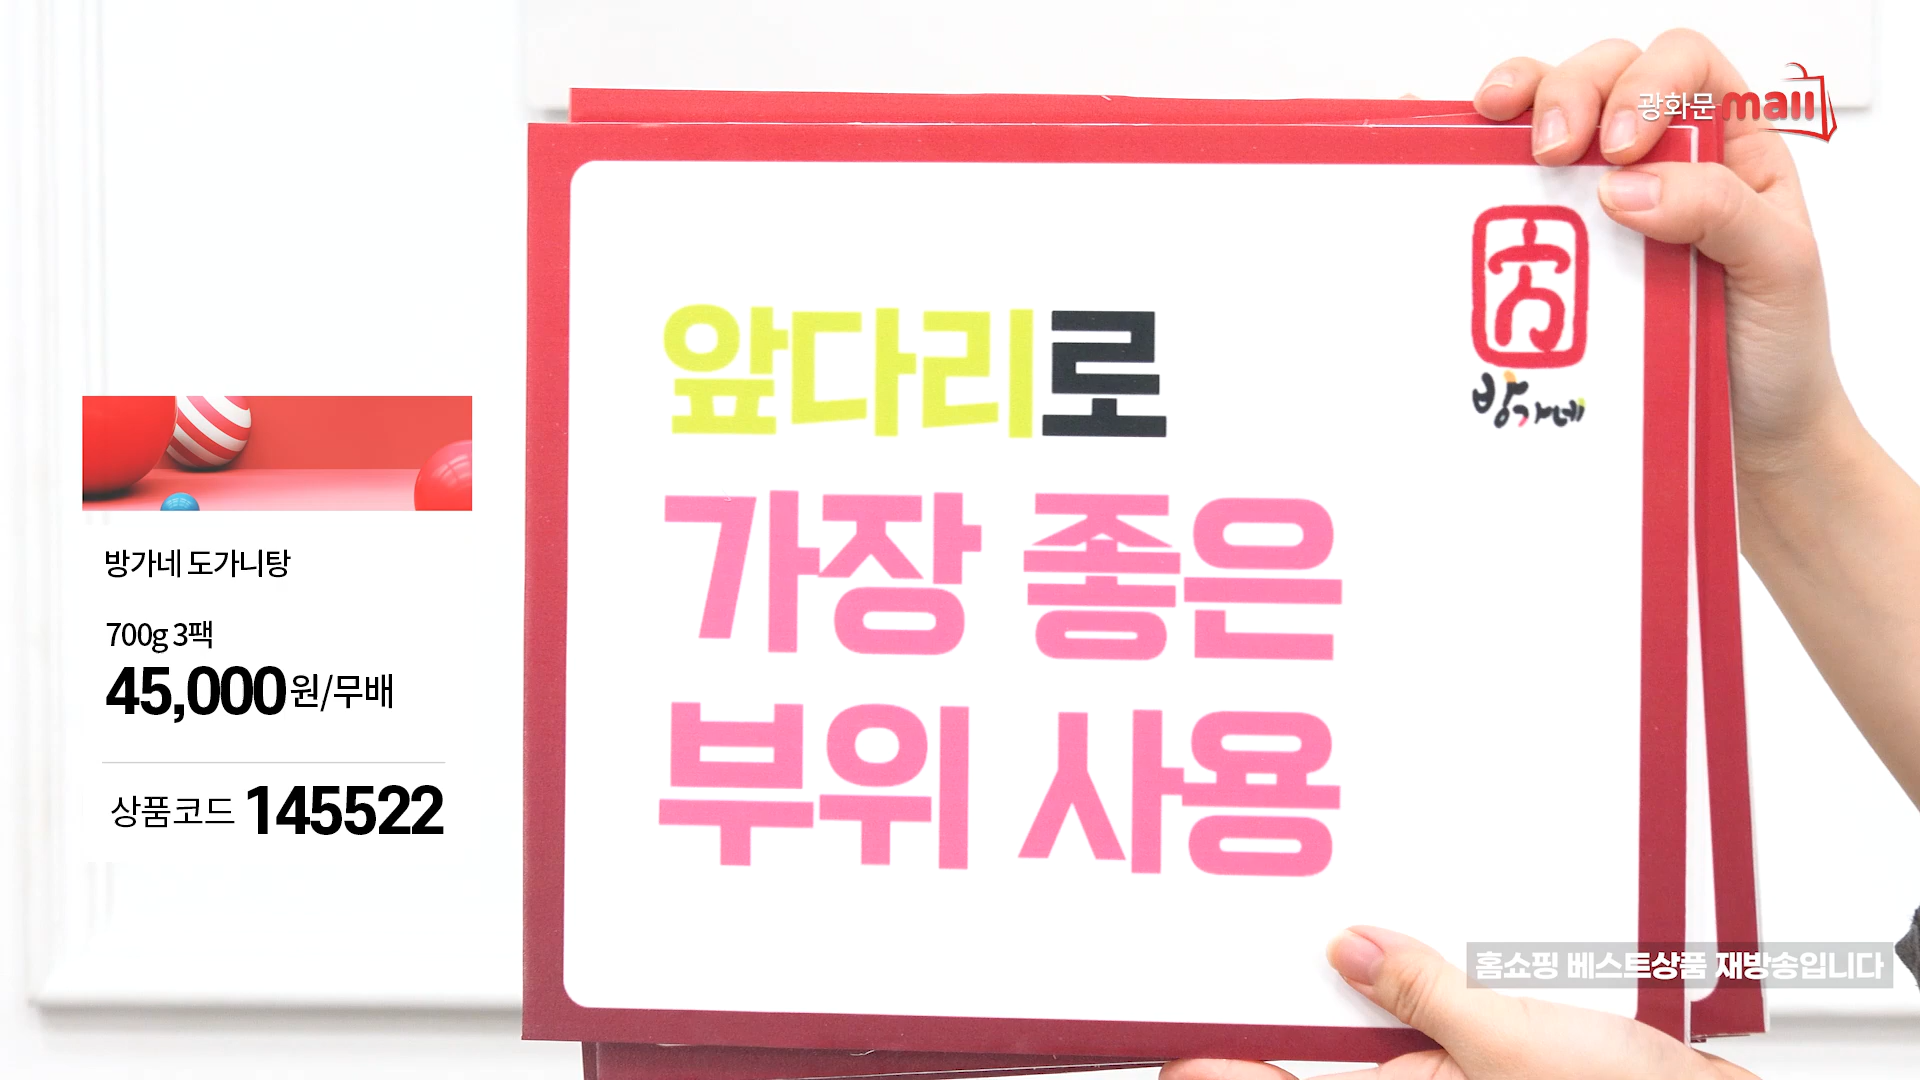 광화문 mall
앞다리로
가장 좋은
부위 사용
方
방가네
방가네 도가니탕
700g 3팩
45,000원/무배
상품코드 145522
홈쇼핑 베스트상품 재방송입니다